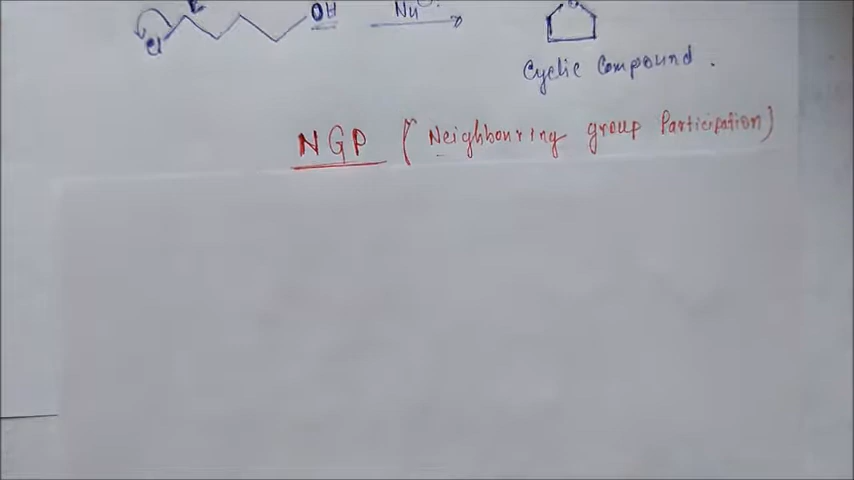 Cl OH Nu
Cyclic Compound .
NGP (Neighbouring group Participation)